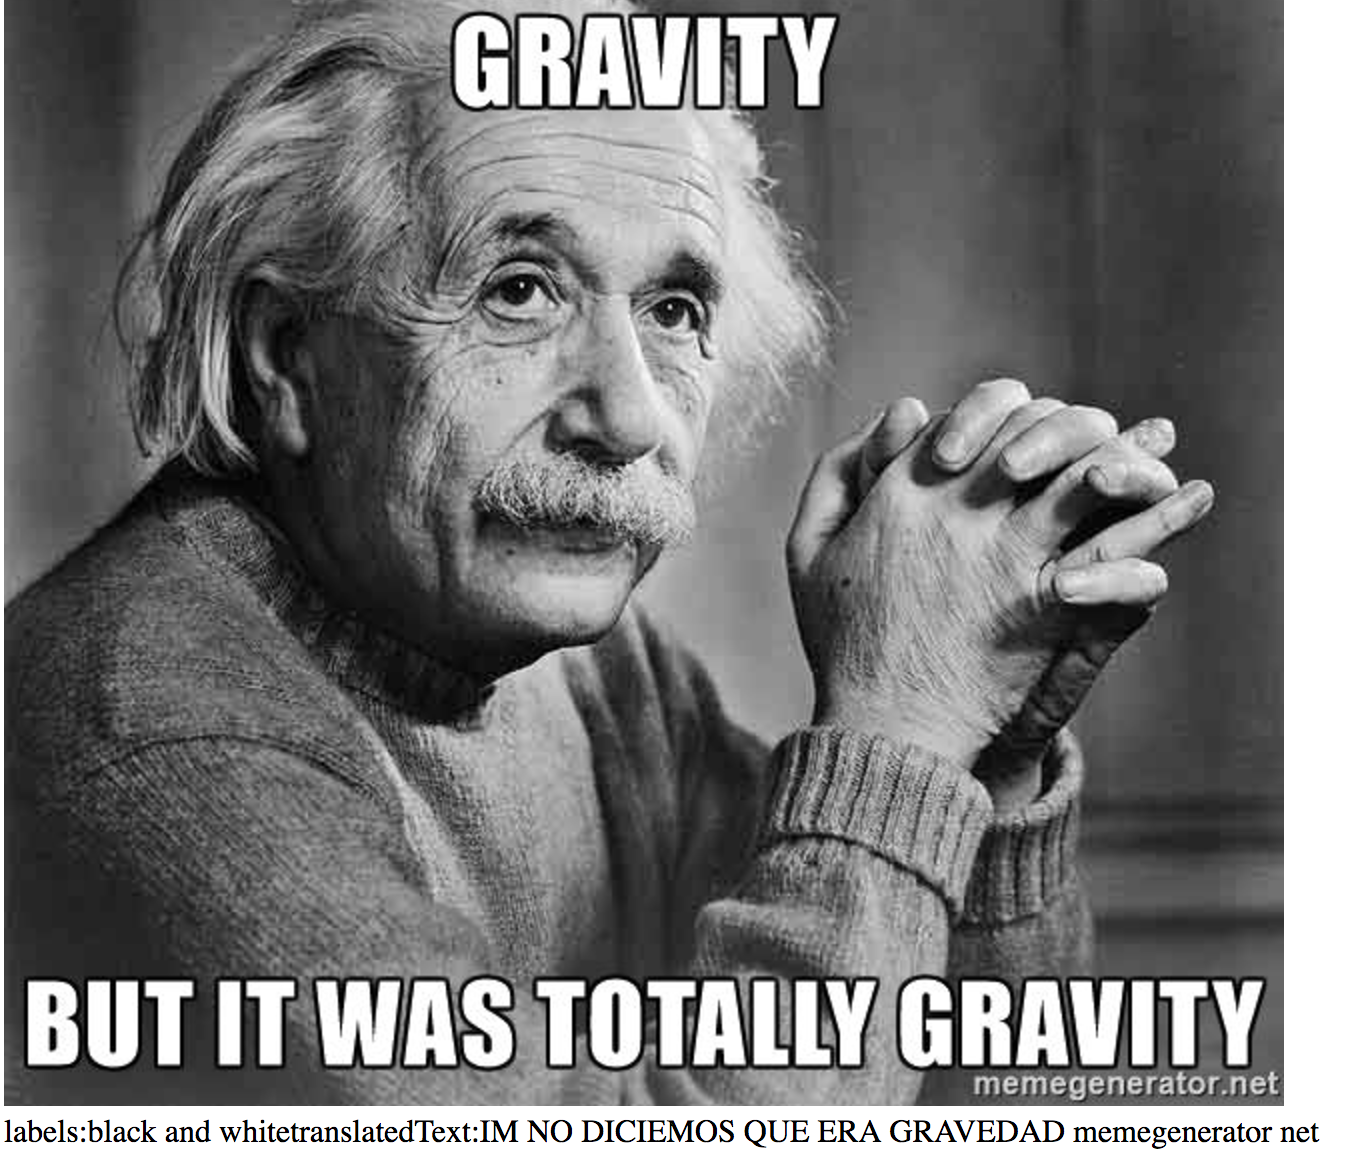 GRAVITY
BUT IT WAS TOTALLY GRAVITY
memegenerator.net
labels:black and whitetranslatedText:IM NO DICIEMOS QUE ERA GRAVEDAD memegenerator net